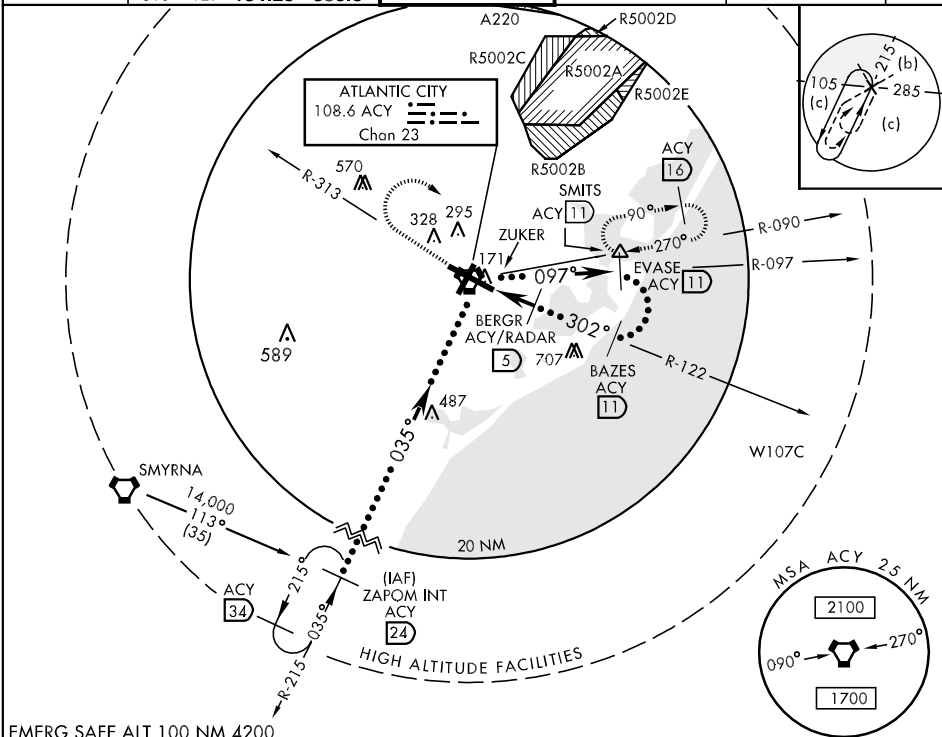 A220
R5002D
R5002C
R5002A
R5002E
R5002B
215
(b)
105
285
(c)
(c)
ATLANTIC CITY
108.6 ACY
Chan 23
R-313
570
328
295
171
ZUKER
SMITS
ACY 11
ACY
16
90°
270°
R-090
R-097
097°
EVASE
ACY 11
BERGR
ACY/RADAR
5
302°
707
BAZES
ACY
11
R-122
589
487
035°
W107C
SMYRNA
14,000
113°
(35)
20 NM
215°
035°
ACY
34
(IAF)
ZAPOM INT
ACY
24
R-215
HIGH ALTITUDE FACILITIES
MSA ACY 25 NM
2100
090°
270°
1700
EMERG SAFE ALT 100 NM 4200